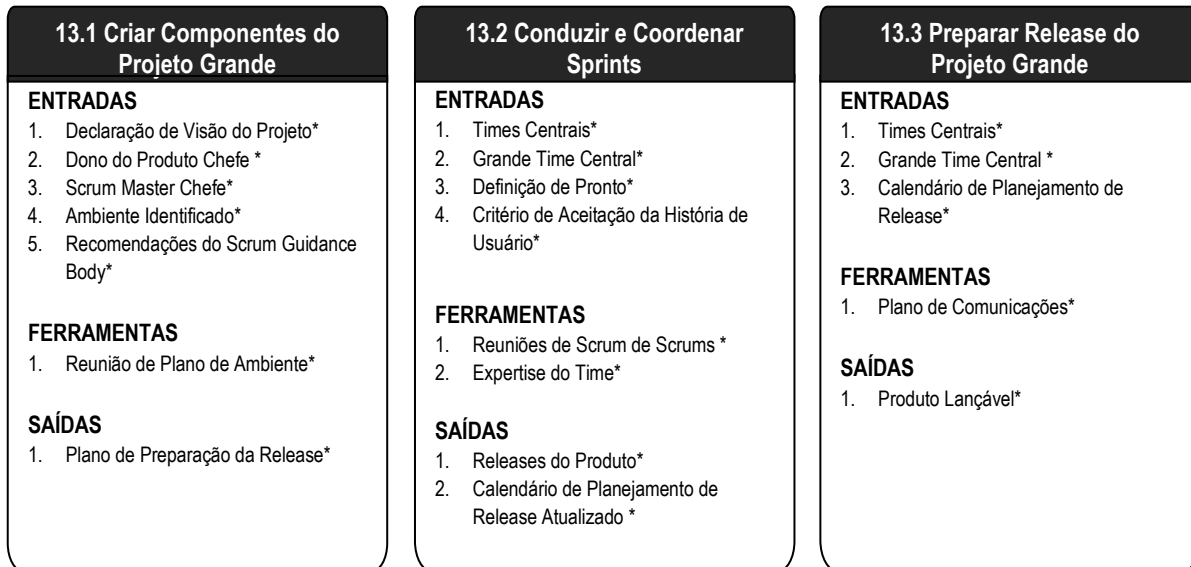 13.1 Criar Componentes do
Projeto Grande
ENTRADAS
1. Declaração de Visão do Projeto*
2. Dono do Produto Chefe *
3. Scrum Master Chefe*
4. Ambiente Identificado*
5. Recomendações do Scrum Guidance
Body*
FERRAMENTAS
1. Reunião de Plano de Ambiente*
SAÍDAS
1. Plano de Preparação da Release*
13.2 Conduzir e Coordenar
Sprints
ENTRADAS
1. Times Centrais*
2. Grande Time Central*
3. Definição de Pronto*
4. Critério de Aceitação da História de
Usuário*
FERRAMENTAS
1. Reuniões de Scrum de Scrums *
2. Expertise do Time*
SAÍDAS
1. Releases do Produto*
2. Calendário de Planejamento de
Release Atualizado *
13.3 Preparar Release do
Projeto Grande
ENTRADAS
1. Times Centrais*
2. Grande Time Central *
3. Calendário de Planejamento de
Release*
FERRAMENTAS
1. Plano de Comunicações*
SAÍDAS
1. Produto Lançável*